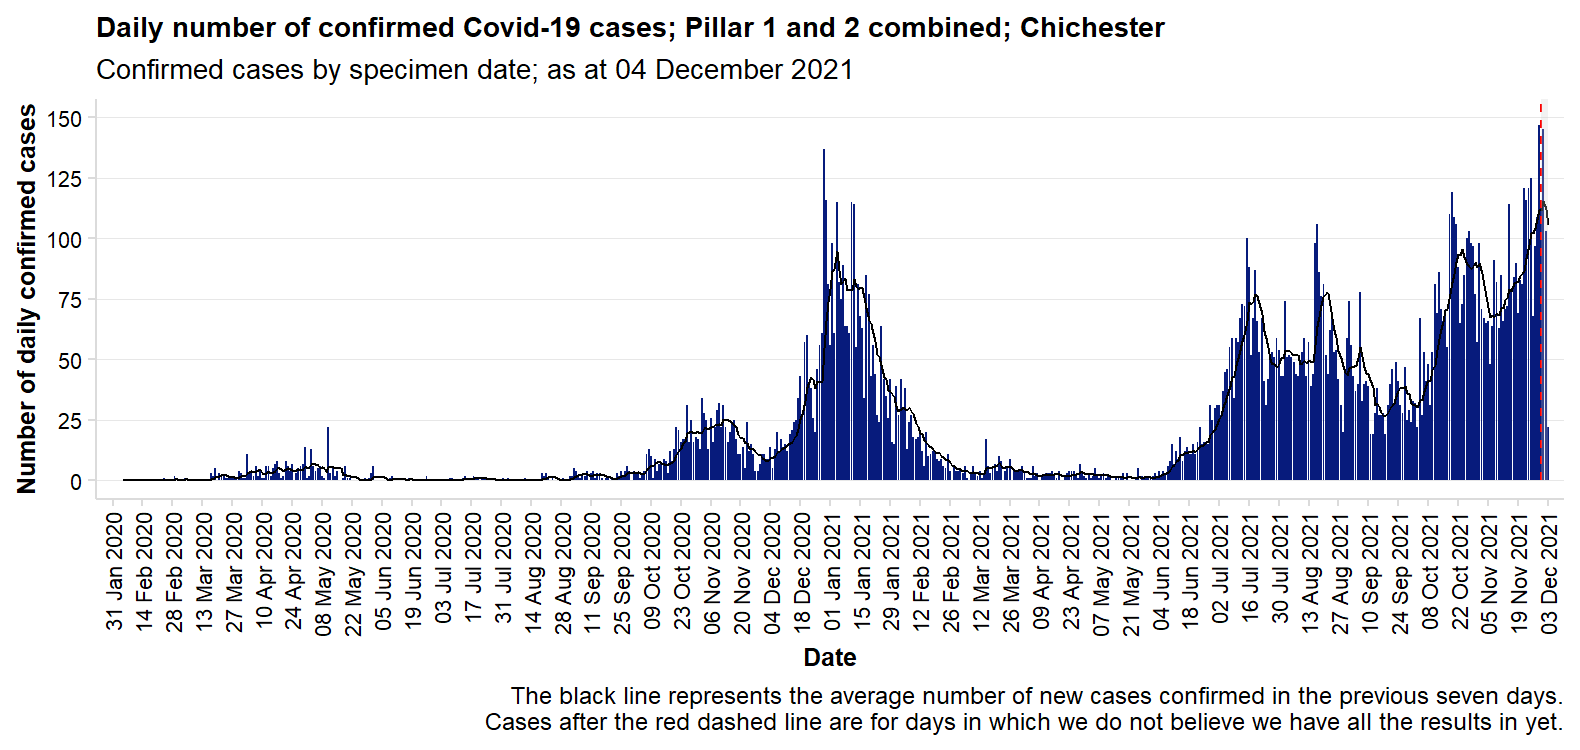 Daily number of confirmed Covid-19 cases; Pillar 1 and 2 combined; Chichester
Confirmed cases by specimen date; as at 04 December 2021
Number of daily confirmed cases
150
125
100
75
50
25
0
31 Jan 2020
14 Feb 2020
28 Feb 2020
13 Mar 2020
27 Mar 2020
10 Apr 2020
24 Apr 2020
08 May 2020
22 May 2020
05 Jun 2020
19 Jun 2020
03 Jul 2020
17 Jul 2020
31 Jul 2020
14 Aug 2020
28 Aug 2020
11 Sep 2020
25 Sep 2020
09 Oct 2020
23 Oct 2020
06 Nov 2020
20 Nov 2020
04 Dec 2020
18 Dec 2020
01 Jan 2021
15 Jan 2021
29 Jan 2021
12 Feb 2021
26 Feb 2021
12 Mar 2021
26 Mar 2021
09 Apr 2021
23 Apr 2021
07 May 2021
21 May 2021
04 Jun 2021
18 Jun 2021
02 Jul 2021
16 Jul 2021
30 Jul 2021
13 Aug 2021
27 Aug 2021
10 Sep 2021
24 Sep 2021
08 Oct 2021
22 Oct 2021
05 Nov 2021
19 Nov 2021
03 Dec 2021
Date
The black line represents the average number of new cases confirmed in the previous seven days.
Cases after the red dashed line are for days in which we do not believe we have all the results in yet.